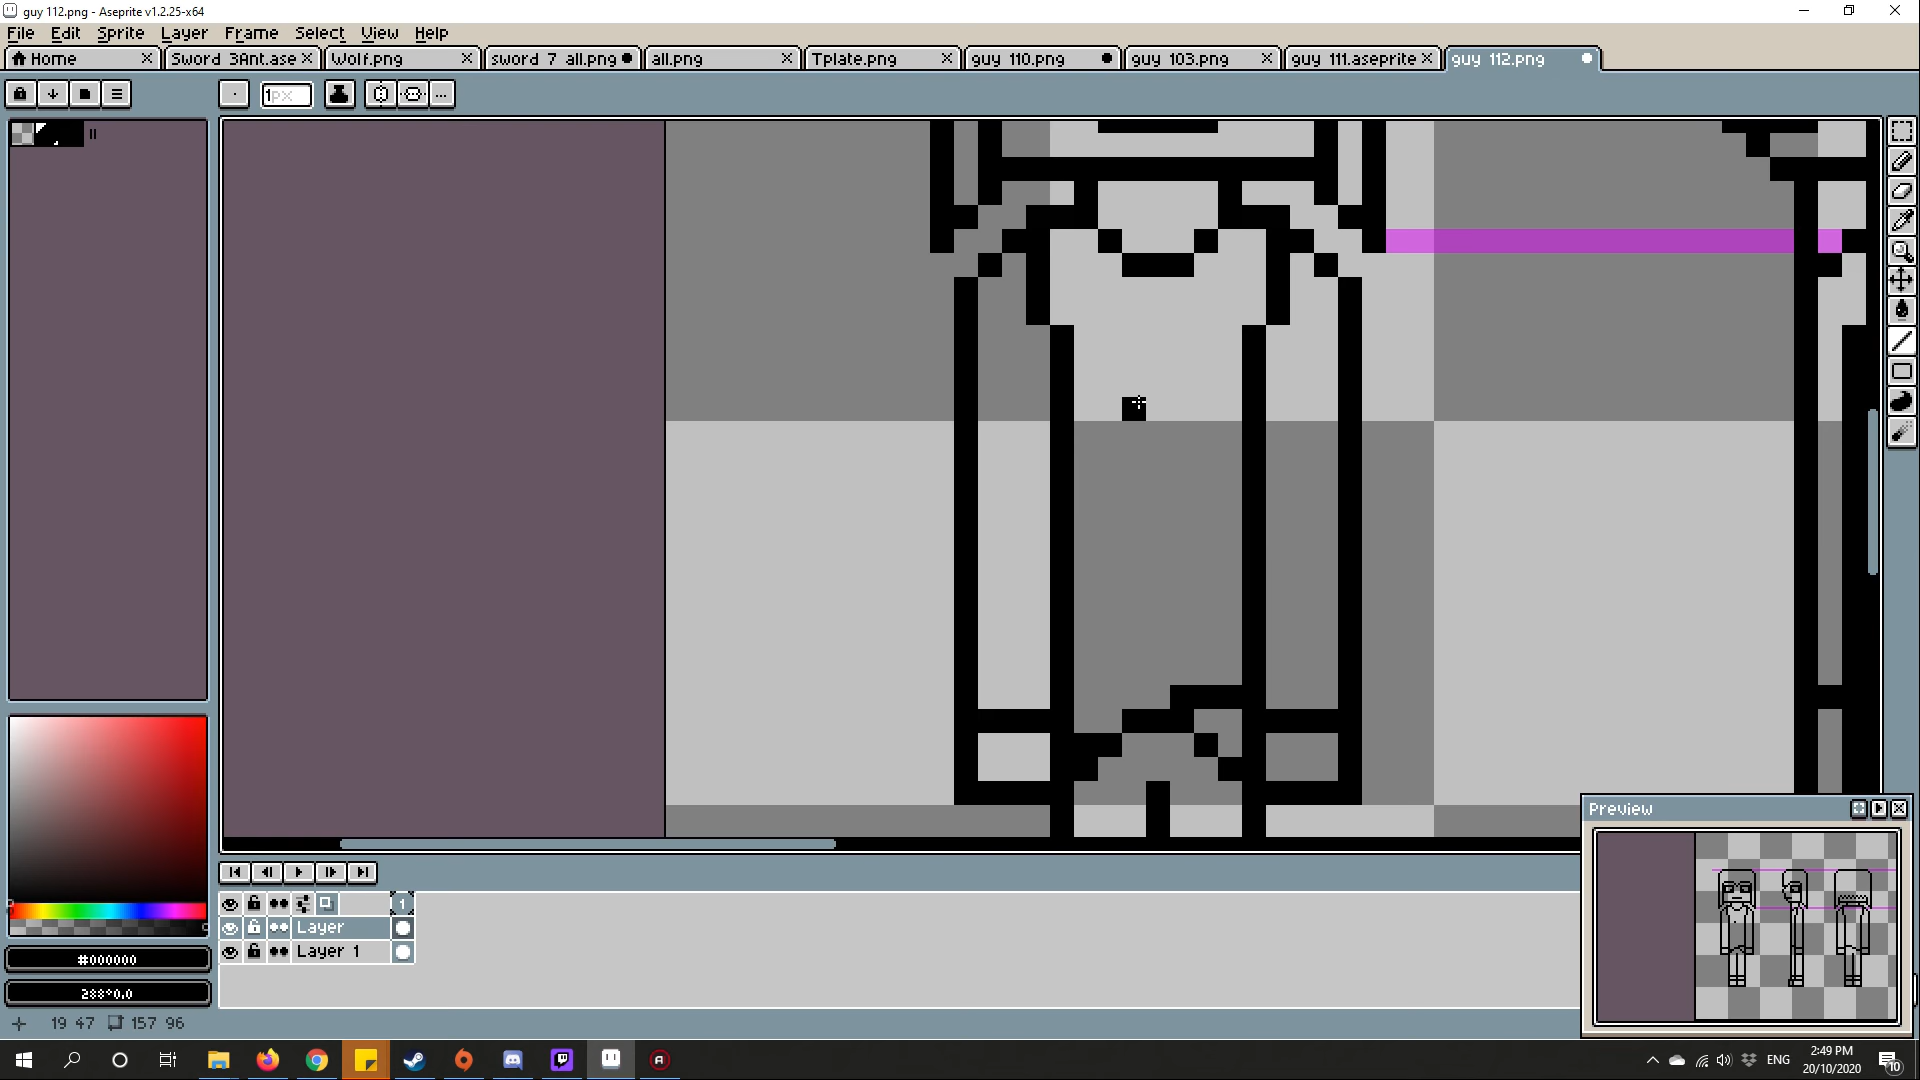 guy 112.png - Aseprite v1.2.25-x64
File Edit Sprite Layer Frame Select View Help
Home Sword 3Ant.ase Wolf.png sword 7 all.png all.png Tplate.png guy 110.png guy 103.png guy 111.aseprite guy 112.png
1px
Preview
1
Layer
Layer 1
#000000
288°0.0
19 47 157 96
ENG
2:49 PM
20/10/2020
10